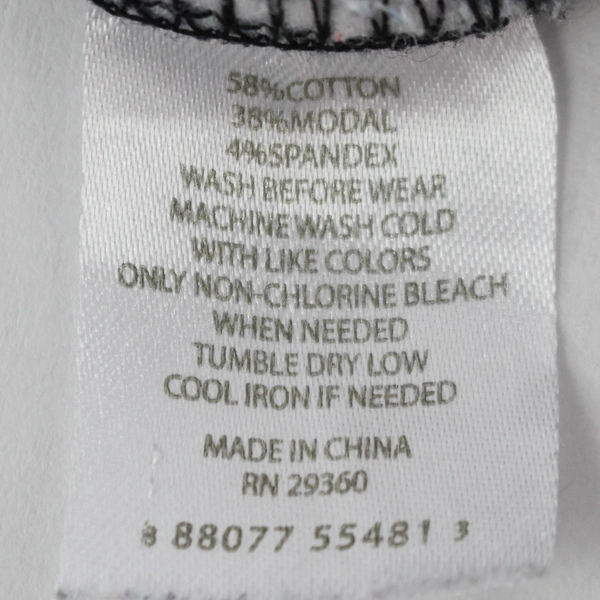 58%COTTON
38%MODAL
4%SPANDEX
WASH BEFORE WEAR
MACHINE WASH COLD
WITH LIKE COLORS
ONLY NON-CHLORINE BLEACH
WHEN NEEDED
TUMBLE DRY LOW
COOL IRON IF NEEDED
MADE IN CHINA
RN 29360
8 88077 55481 3